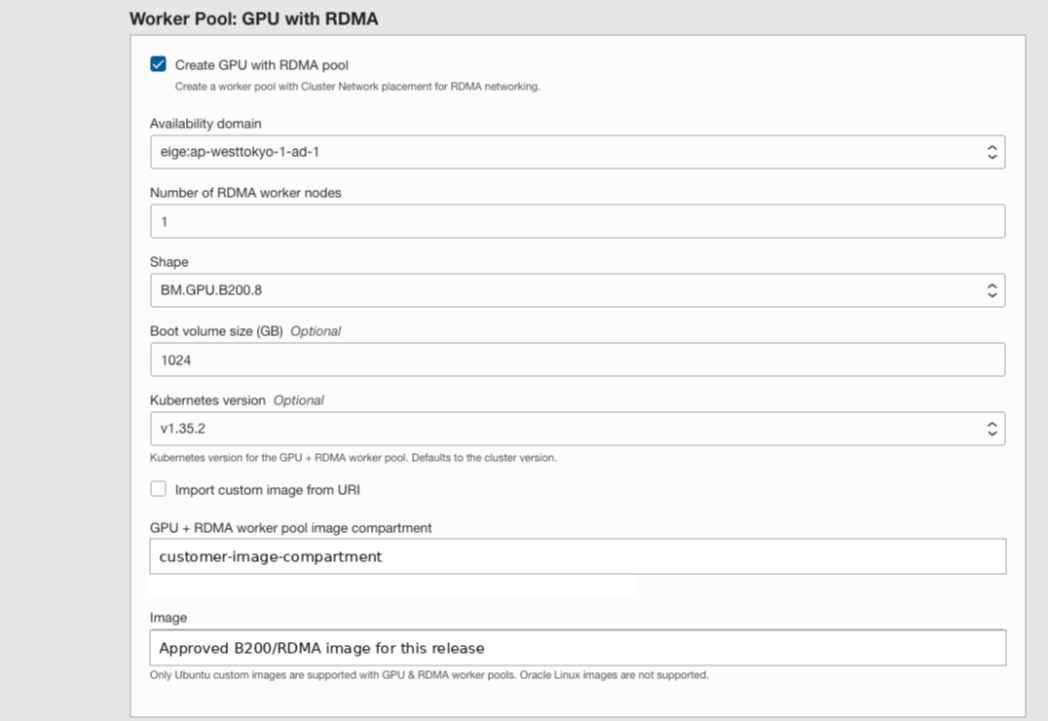 Worker Pool: GPU with RDMA
Create GPU with RDMA pool
Create a worker pool with Cluster Network placement for RDMA networking.
Availability domain
eige:ap-westtokyo-1-ad-1
Number of RDMA worker nodes
1
Shape
BM.GPU.B200.8
Boot volume size (GB) Optional
1024
Kubernetes version Optional
v1.35.2
Kubernetes version for the GPU + RDMA worker pool. Defaults to the cluster version.
Import custom image from URI
GPU + RDMA worker pool image compartment
customer-image-compartment
Image
Approved B200/RDMA image for this release
Only Ubuntu custom images are supported with GPU & RDMA worker pools. Oracle Linux images are not supported.